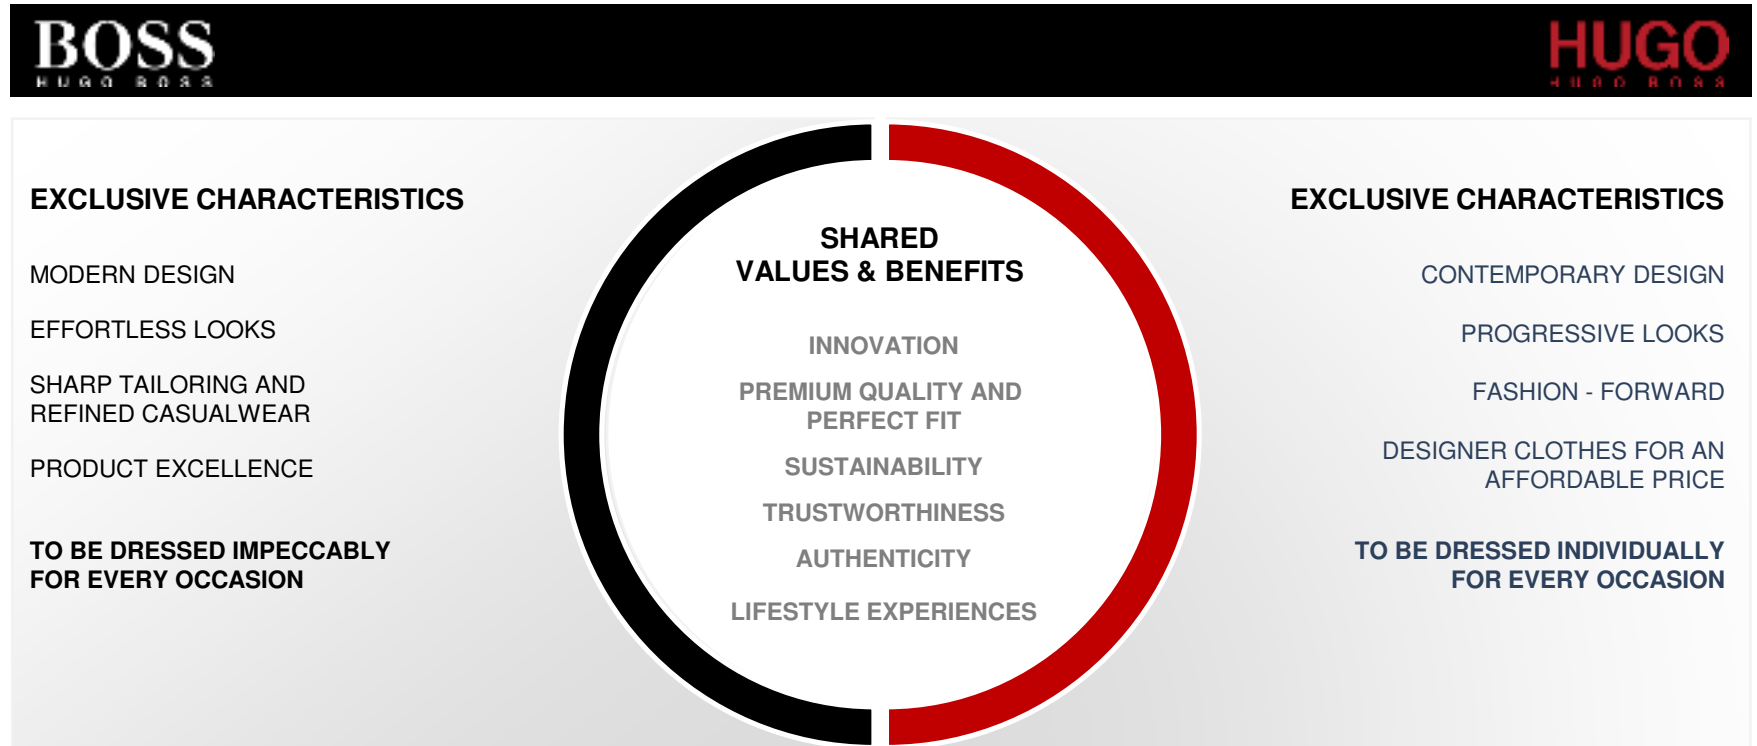 BOSS
HUGO BOSS
HUGO
HUGO BOSS
EXCLUSIVE CHARACTERISTICS
MODERN DESIGN
EFFORTLESS LOOKS
SHARP TAILORING AND
REFINED CASUALWEAR
PRODUCT EXCELLENCE
TO BE DRESSED IMPECCABLY
FOR EVERY OCCASION
SHARED
VALUES & BENEFITS
INNOVATION
PREMIUM QUALITY AND
PERFECT FIT
SUSTAINABILITY
TRUSTWORTHINESS
AUTHENTICITY
LIFESTYLE EXPERIENCES
EXCLUSIVE CHARACTERISTICS
CONTEMPORARY DESIGN
PROGRESSIVE LOOKS
FASHION - FORWARD
DESIGNER CLOTHES FOR AN
AFFORDABLE PRICE
TO BE DRESSED INDIVIDUALLY
FOR EVERY OCCASION